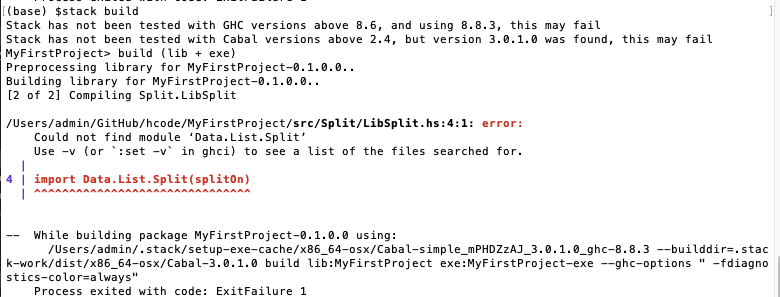 (base) $stack build
Stack has not been tested with GHC versions above 8.6, and using 8.8.3, this may fail
Stack has not been tested with Cabal versions above 2.4, but version 3.0.1.0 was found, this may fail
MyFirstProject> build (lib + exe)
Preprocessing library for MyFirstProject-0.1.0.0..
Building library for MyFirstProject-0.1.0.0..
[2 of 2] Compiling Split.LibSplit

/Users/admin/GitHub/hcode/MyFirstProject/src/Split/LibSplit.hs:4:1: error:
    Could not find module ‘Data.List.Split’
    Use -v (or `:set -v` in ghci) to see a list of the files searched for.
  |
4 | import Data.List.Split(splitOn)
  | ^^^^^^^^^^^^^^^^^^^^^^^^^^^^^^^

--  While building package MyFirstProject-0.1.0.0 using:
      /Users/admin/.stack/setup-exe-cache/x86_64-osx/Cabal-simple_mPHDZzAJ_3.0.1.0_ghc-8.8.3 --builddir=.stac
k-work/dist/x86_64-osx/Cabal-3.0.1.0 build lib:MyFirstProject exe:MyFirstProject-exe --ghc-options " -fdiagno
stics-color=always"
    Process exited with code: ExitFailure 1